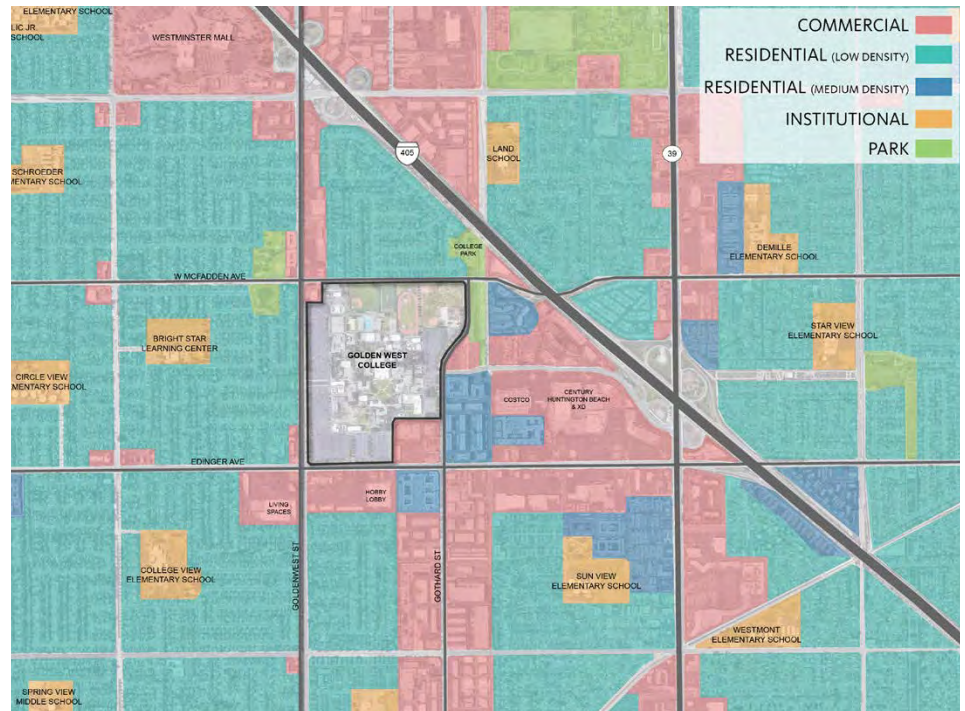 ELEMENTARY
SCHOOL
LIC JR.
SCHOOL
WESTMINSTER MALL
COMMERCIAL
RESIDENTIAL (LOW DENSITY)
RESIDENTIAL (MEDIUM DENSITY)
INSTITUTIONAL
PARK
405
39
LAND
SCHOOL
SCHROEDER
MENTARY SCHOOL
DEMILLE
ELEMENTARY SCHOOL
COLLEGE
PARK
W MCFADDEN AVE
BRIGHT STAR
LEARNING CENTER
GOLDEN WEST
COLLEGE
STAR VIEW
ELEMENTARY SCHOOL
CIRCLE VIEW
MENTARY SCHOOL
COSTCO
CENTURY
HUNTINGTON BEACH
& XD
EDINGER AVE
LIVING
SPACES
HOBBY
LOBBY
GOLDENWEST ST
GOTHARD ST
COLLEGE VIEW
ELEMENTARY SCHOOL
SUN VIEW
ELEMENTARY SCHOOL
WESTMONT
ELEMENTARY SCHOOL
SPRING VIEW
MIDDLE SCHOOL